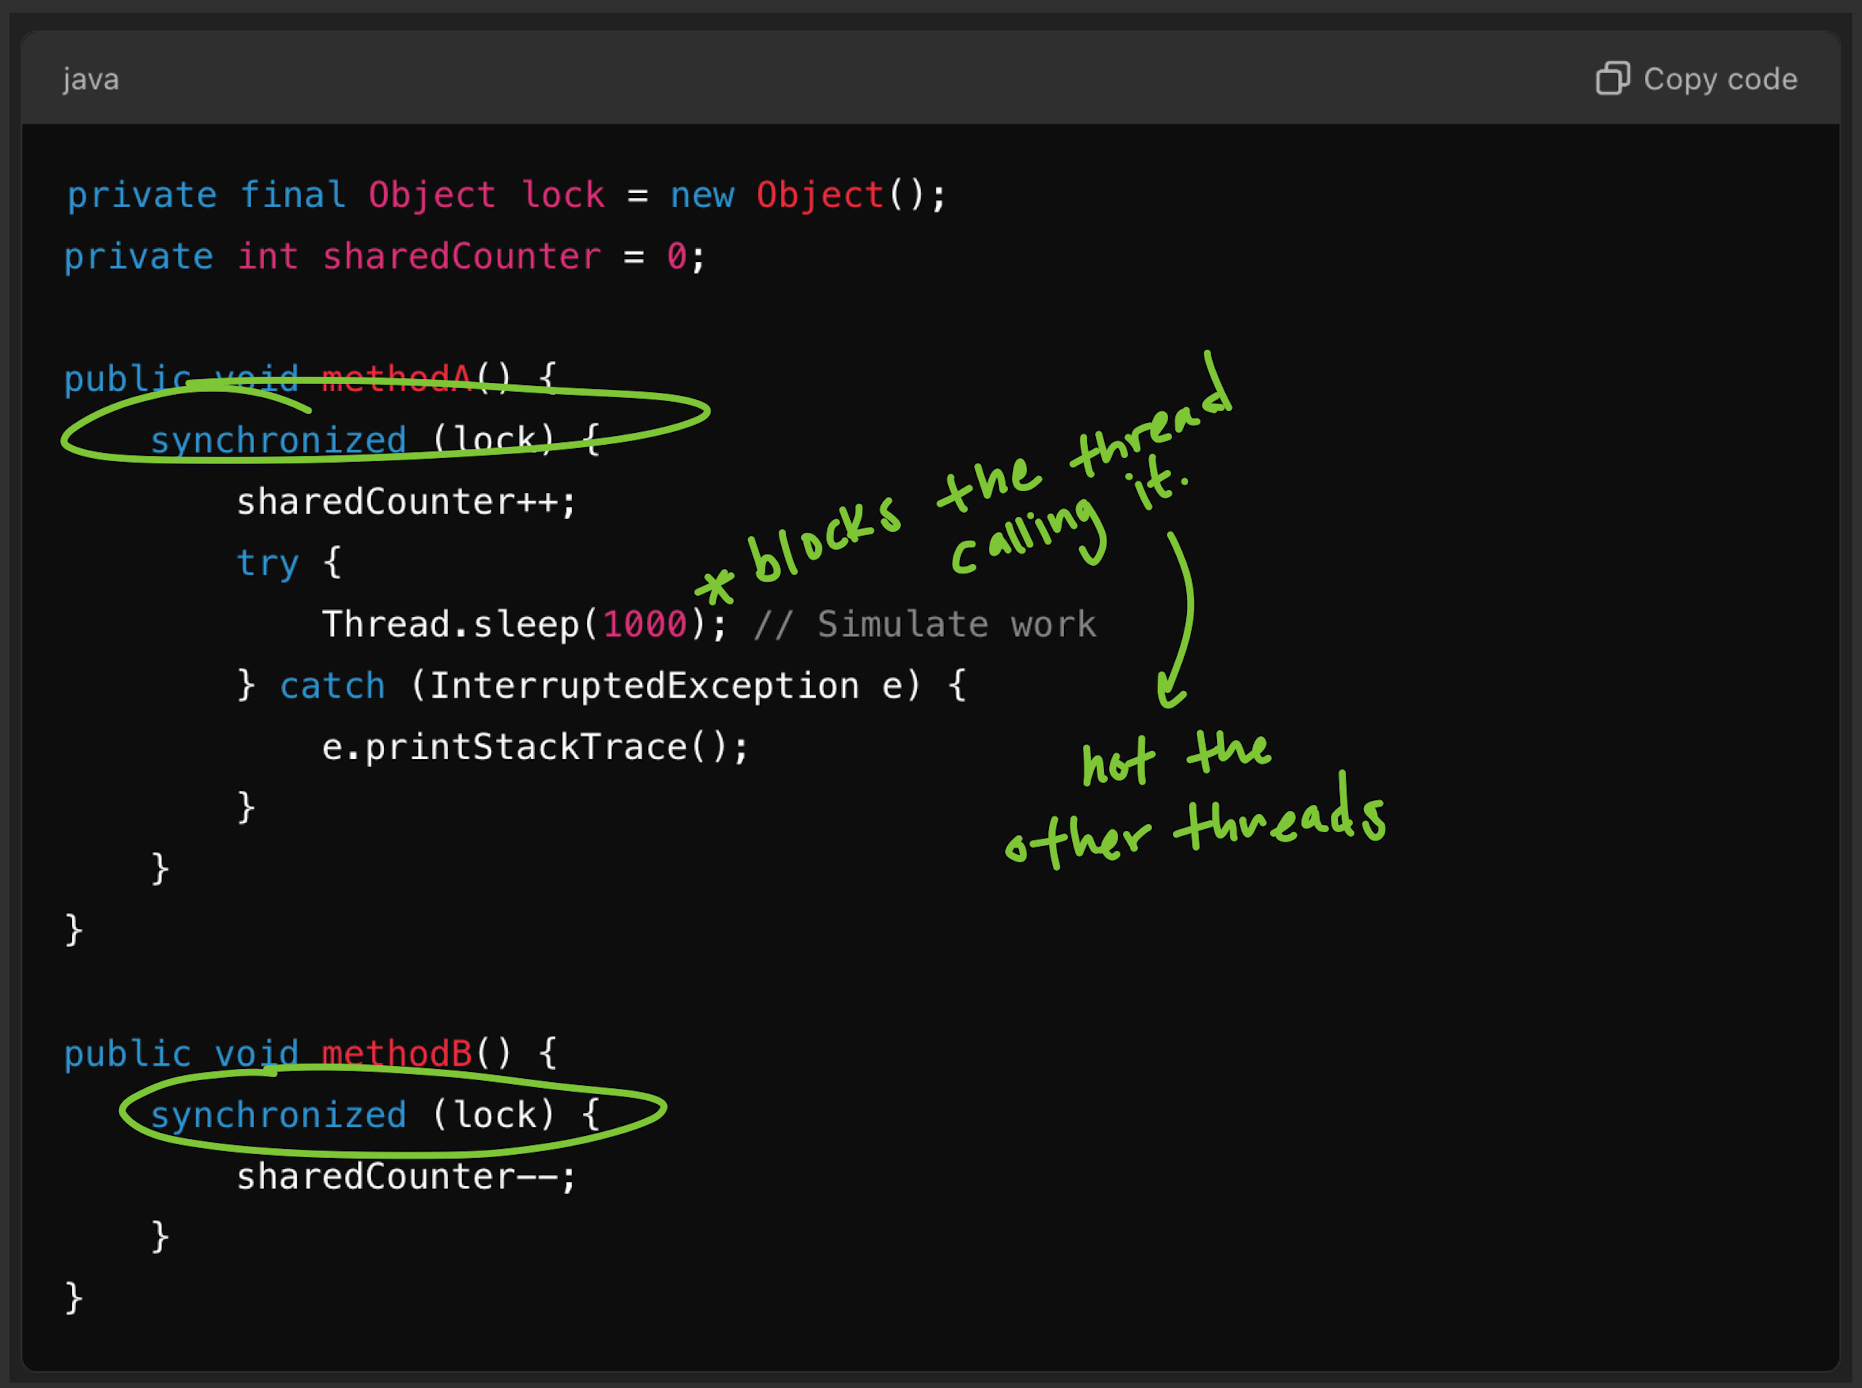 java
Copy code
private final Object lock = new Object();
private int sharedCounter = 0;
public void methodA() {
synchronized (lock) {
sharedCounter++;
try {
Thread.sleep(1000); // Simulate work
} catch (InterruptedException e) {
e.printStackTrace();
}
}
}
public void methodB() {
synchronized (lock) {
sharedCounter--;
}
}
* blocks the thread
calling it.
not the
other threads